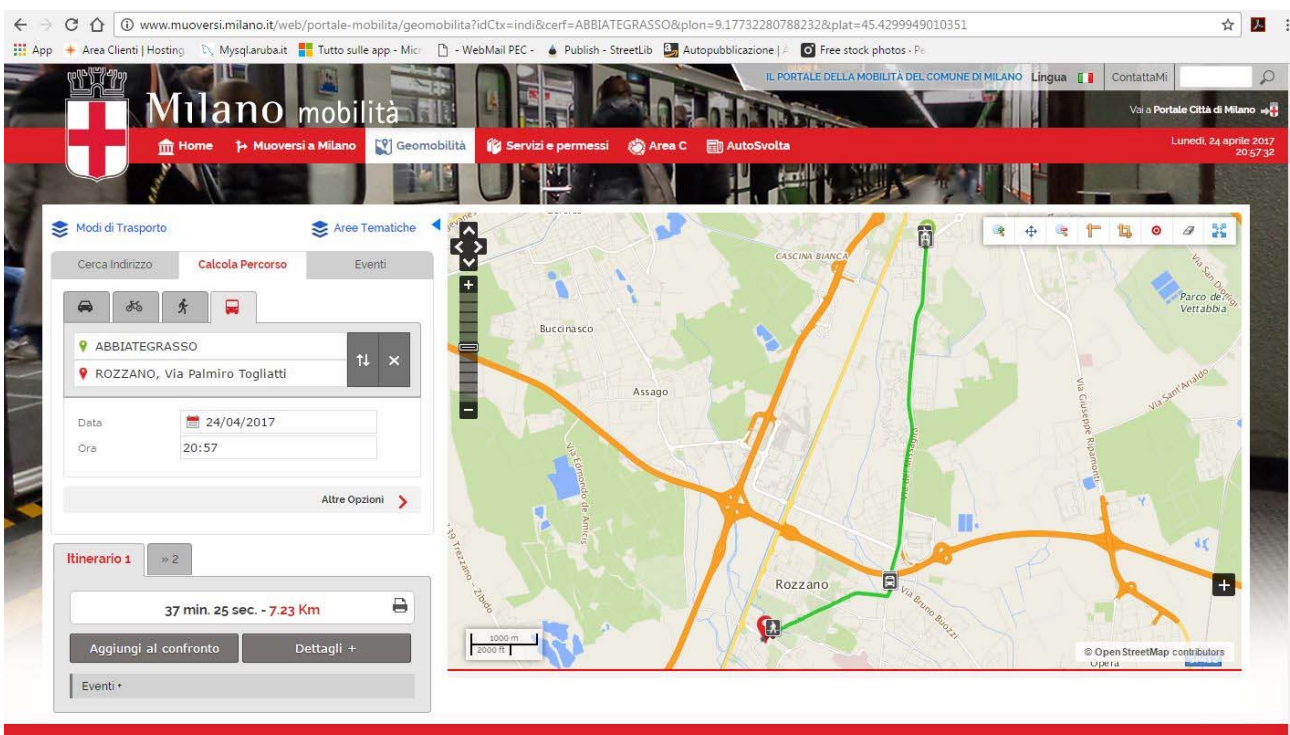 www.muoversi.milano.it/web/portale-mobilita/geomobilita?idCtx=indi&cerf=ABBIATEGRASSO&plon=9.17732280788232&plat=45.4299949010351
App Area Clienti | Hosting Mysql.aruba.it Tutto sulle app - Micr - WebMail PEC - Publish - StreetLib Autopubblicazione | Free stock photos - Pe
IL PORTALE DELLA MOBILITÀ DEL COMUNE DI MILANO Lingua ContattaMi
Milano mobilità
Vai a Portale Città di Milano
Home Muoversi a Milano Geomobilità Servizi e permessi Area C AutoSvolta
Lunedì, 24 aprile 2017
20:57:32
Modi di Trasporto Aree Tematiche
Cerca Indirizzo Calcola Percorso Eventi
ABBIATEGRASSO
ROZZANO, Via Palmiro Togliatti
Data 24/04/2017
Ora 20:57
Altre Opzioni
Itinerario 1 » 2
37 min. 25 sec. - 7.23 Km
Aggiungi al confronto Dettagli +
Eventi +
CASCINA BIANCA
Via San Dionigi
Parco della
Vettabbia
Buccinasco
Assago
Via Sant'Arialdo
Via Giuseppe Ripamonti
Via dei Missaglia
Via Edmondo de Amicis
Trezzano - Zibido
Rozzano
Via Bruno Buozzi
1000 m
2000 ft
© OpenStreetMap contributors
Opera